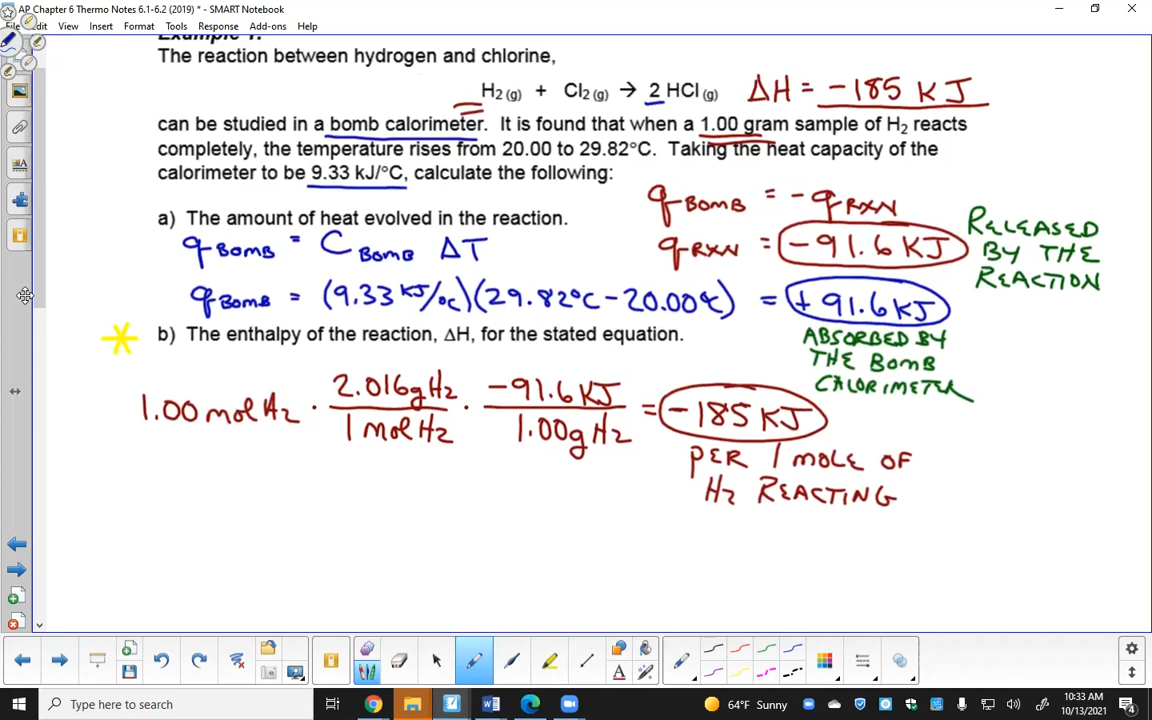 AP Chapter 6 Thermo Notes 6.1-6.2 (2019) * - SMART Notebook
File Edit View Insert Format Tools Response Add-ons Help
Example 1:
The reaction between hydrogen and chlorine,
H2 (g) + Cl2 (g) → 2 HCl (g) ΔH = -185 KJ
can be studied in a bomb calorimeter. It is found that when a 1.00 gram sample of H2 reacts
completely, the temperature rises from 20.00 to 29.82°C. Taking the heat capacity of the
calorimeter to be 9.33 kJ/°C, calculate the following:
qBOMB = -qRXN
a) The amount of heat evolved in the reaction.
qBOMB = CBOMB ΔT
qRXN = -91.6 KJ
RELEASED
BY THE
REACTION
qBOMB = (9.33 KJ/°C)(29.82°C-20.00°C) = +91.6KJ
ABSORBED BY
THE BOMB
CALORIMETER
b) The enthalpy of the reaction, ΔH, for the stated equation.
1.00 mol H2 · 2.016g H2 / 1 mol H2 · -91.6 KJ / 1.00g H2 = -185 KJ
PER 1 MOLE OF
H2 REACTING
A
Type here to search
64°F Sunny
10:33 AM
10/13/2021
4